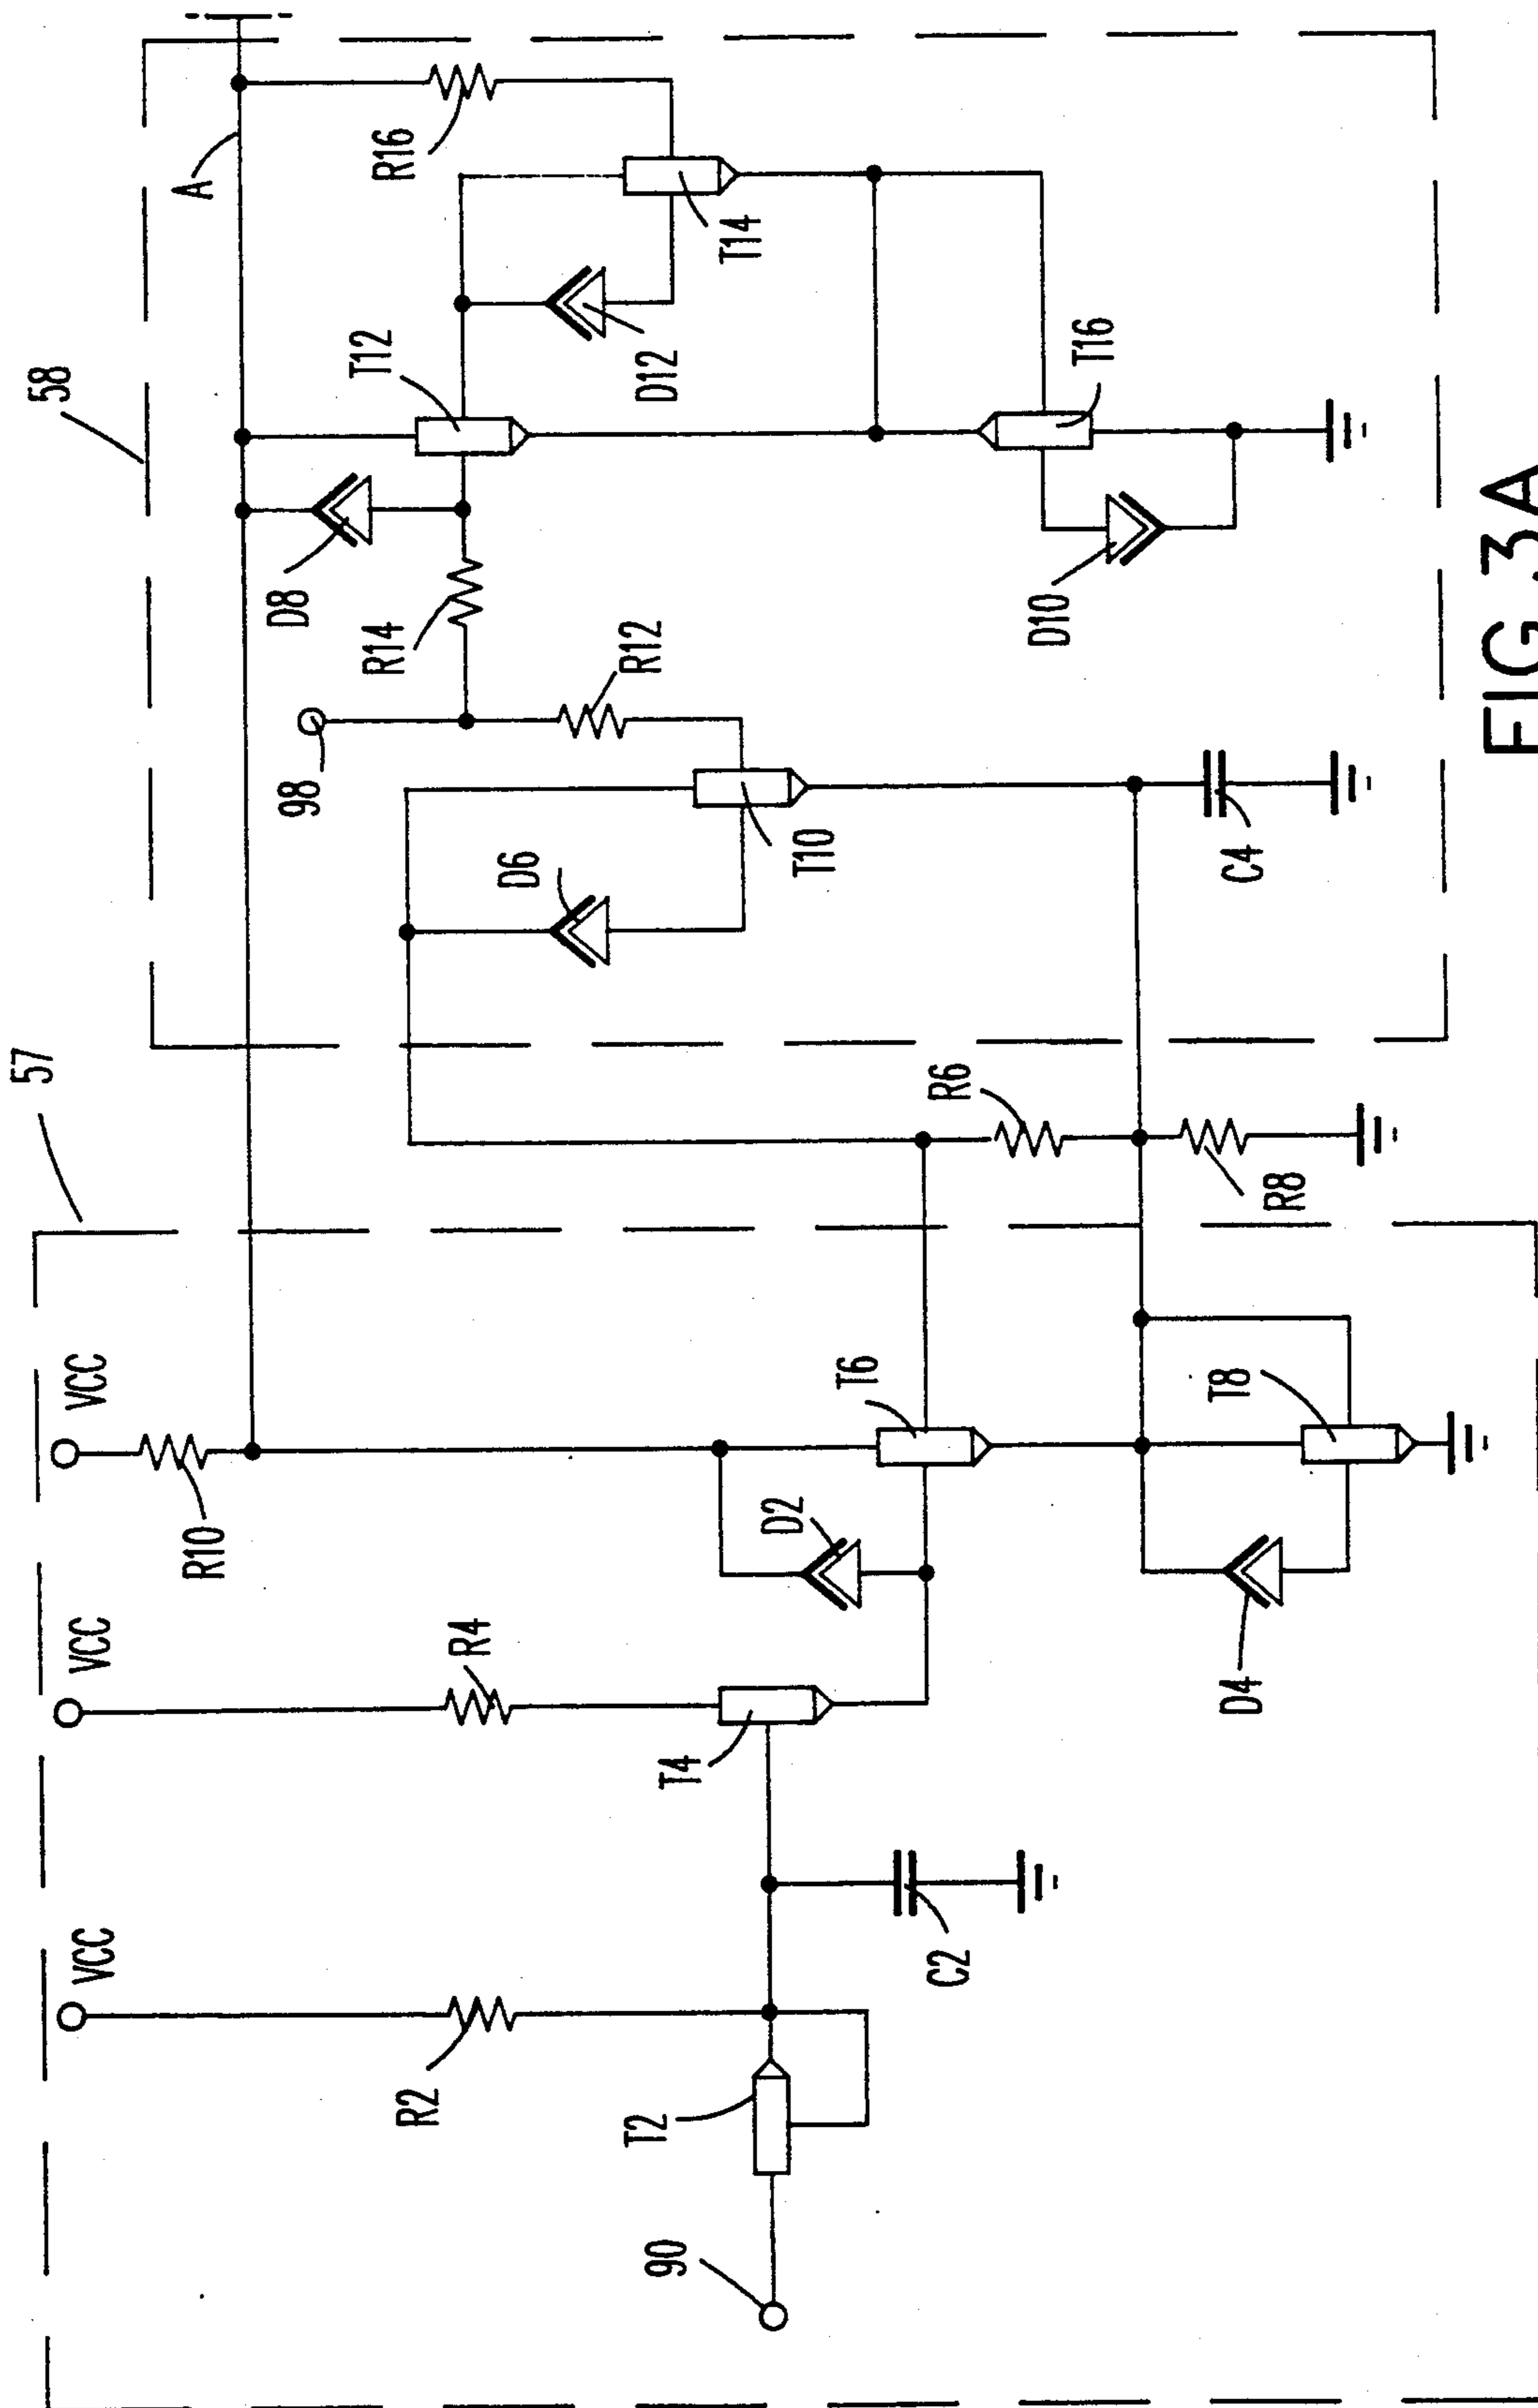 57
58
VCC
VCC
VCC
A
R10
R2
R4
D8
T12
R16
98
R14
R12
D12
T14
D6
T10
D2
T6
R6
T2
T4
90
C2
D10
T16
C4
D4
T8
R8
FIG.3A